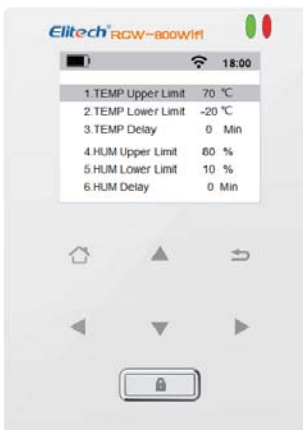 Elitech RCW-800Wifi
18:00
1.TEMP Upper Limit 70 ℃
2.TEMP Lower Limit -20 ℃
3.TEMP Delay 0 Min
4.HUM Upper Limit 80 %
5.HUM Lower Limit 10 %
6.HUM Delay 0 Min